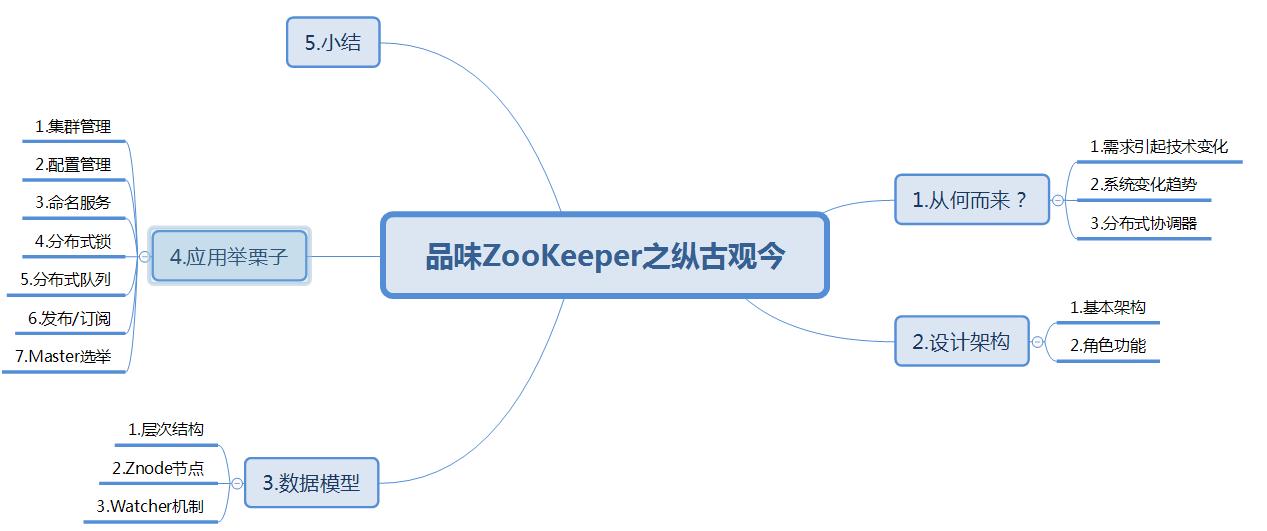 品味ZooKeeper之纵古观今
1.从何而来？
1.需求引起技术变化
2.系统变化趋势
3.分布式协调器
2.设计架构
1.基本架构
2.角色功能
3.数据模型
1.层次结构
2.Znode节点
3.Watcher机制
4.应用举栗子
1.集群管理
2.配置管理
3.命名服务
4.分布式锁
5.分布式队列
6.发布/订阅
7.Master选举
5.小结